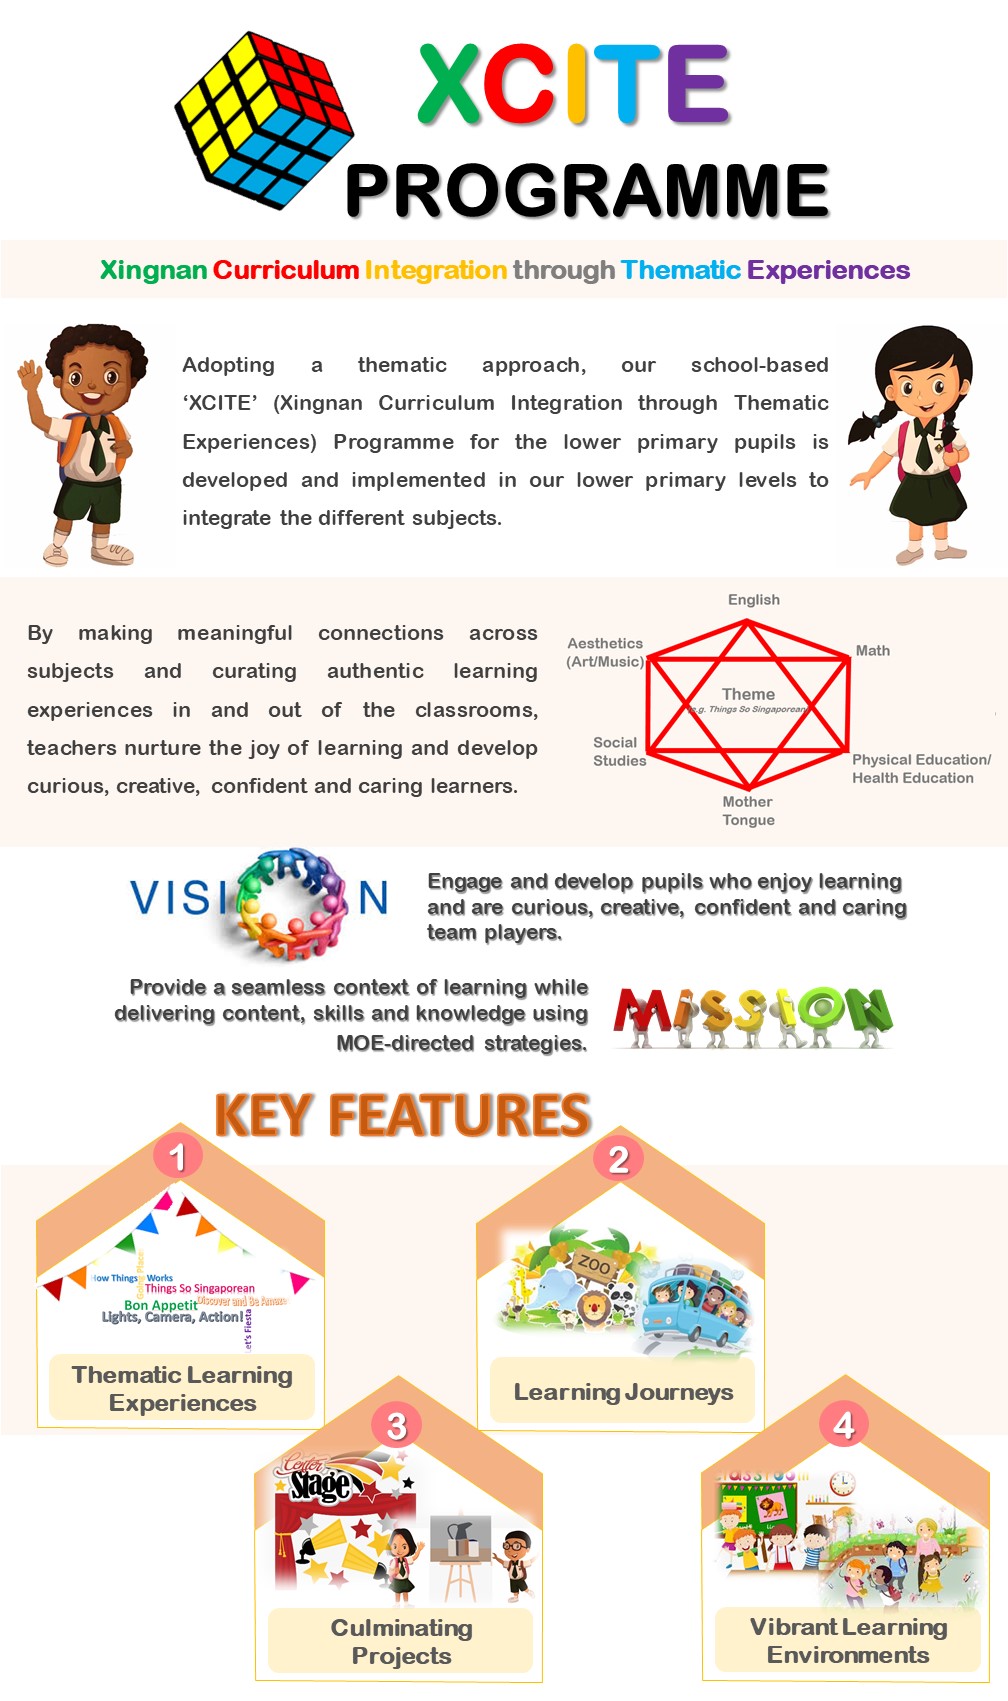 XCITE
PROGRAMME
Xingnan Curriculum Integration through Thematic Experiences
Adopting a thematic approach, our school-based
‘XCITE’ (Xingnan Curriculum Integration through Thematic
Experiences) Programme for the lower primary pupils is
developed and implemented in our lower primary levels to
integrate the different subjects.
By making meaningful connections across
subjects and curating authentic learning
experiences in and out of the classrooms,
teachers nurture the joy of learning and develop
curious, creative, confident and caring learners.
English
Aesthetics
(Art/Music)
Math
Theme
(e.g. Things So Singaporean)
Social
Studies
Physical Education/
Health Education
Mother
Tongue
VISION
Engage and develop pupils who enjoy learning
and are curious, creative, confident and caring
team players.
Provide a seamless context of learning while
delivering content, skills and knowledge using
MOE-directed strategies.
MiSSION
KEY FEATURES
1
How Things Works
Things So Singaporean
Bon Appetit
Discover and Be Amaze
Lights, Camera, Action!
Let's Fiesta
Thematic Learning
Experiences
2
ZOO
Learning Journeys
3
Center
Stage
Culminating
Projects
4
classroom
Vibrant Learning
Environments